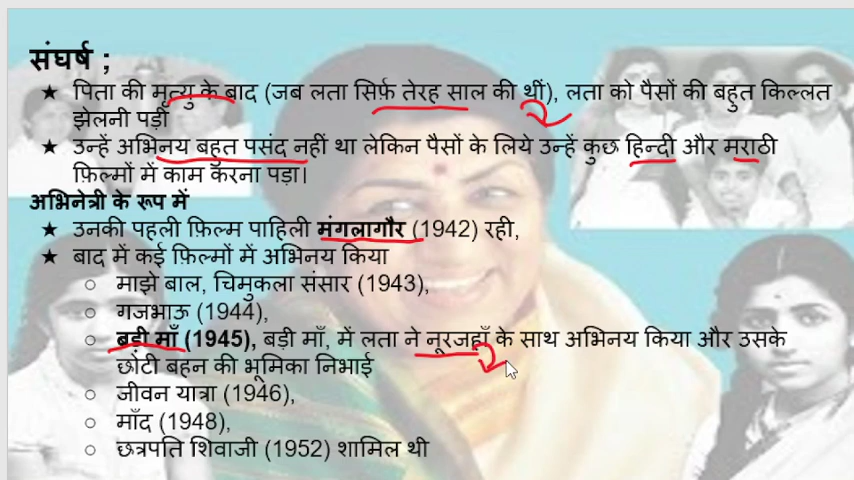 संघर्ष ;
★ पिता की मृत्यु के बाद (जब लता सिर्फ़ तेरह साल की थीं), लता को पैसों की बहुत किल्लत
झेलनी पड़ी
★ उन्हें अभिनय बहुत पसंद नहीं था लेकिन पैसों के लिये उन्हें कुछ हिन्दी और मराठी
फ़िल्मों में काम करना पड़ा।
अभिनेत्री के रूप में
★ उनकी पहली फ़िल्म पाहिली मंगलागौर (1942) रही,
★ बाद में कई फ़िल्मों में अभिनय किया
○ माझे बाल, चिमुकला संसार (1943),
○ गजभाऊ (1944),
○ बड़ी माँ (1945), बड़ी माँ, में लता ने नूरजहाँ के साथ अभिनय किया और उसके
छोटी बहन की भूमिका निभाई
○ जीवन यात्रा (1946),
○ माँद (1948),
○ छत्रपति शिवाजी (1952) शामिल थी